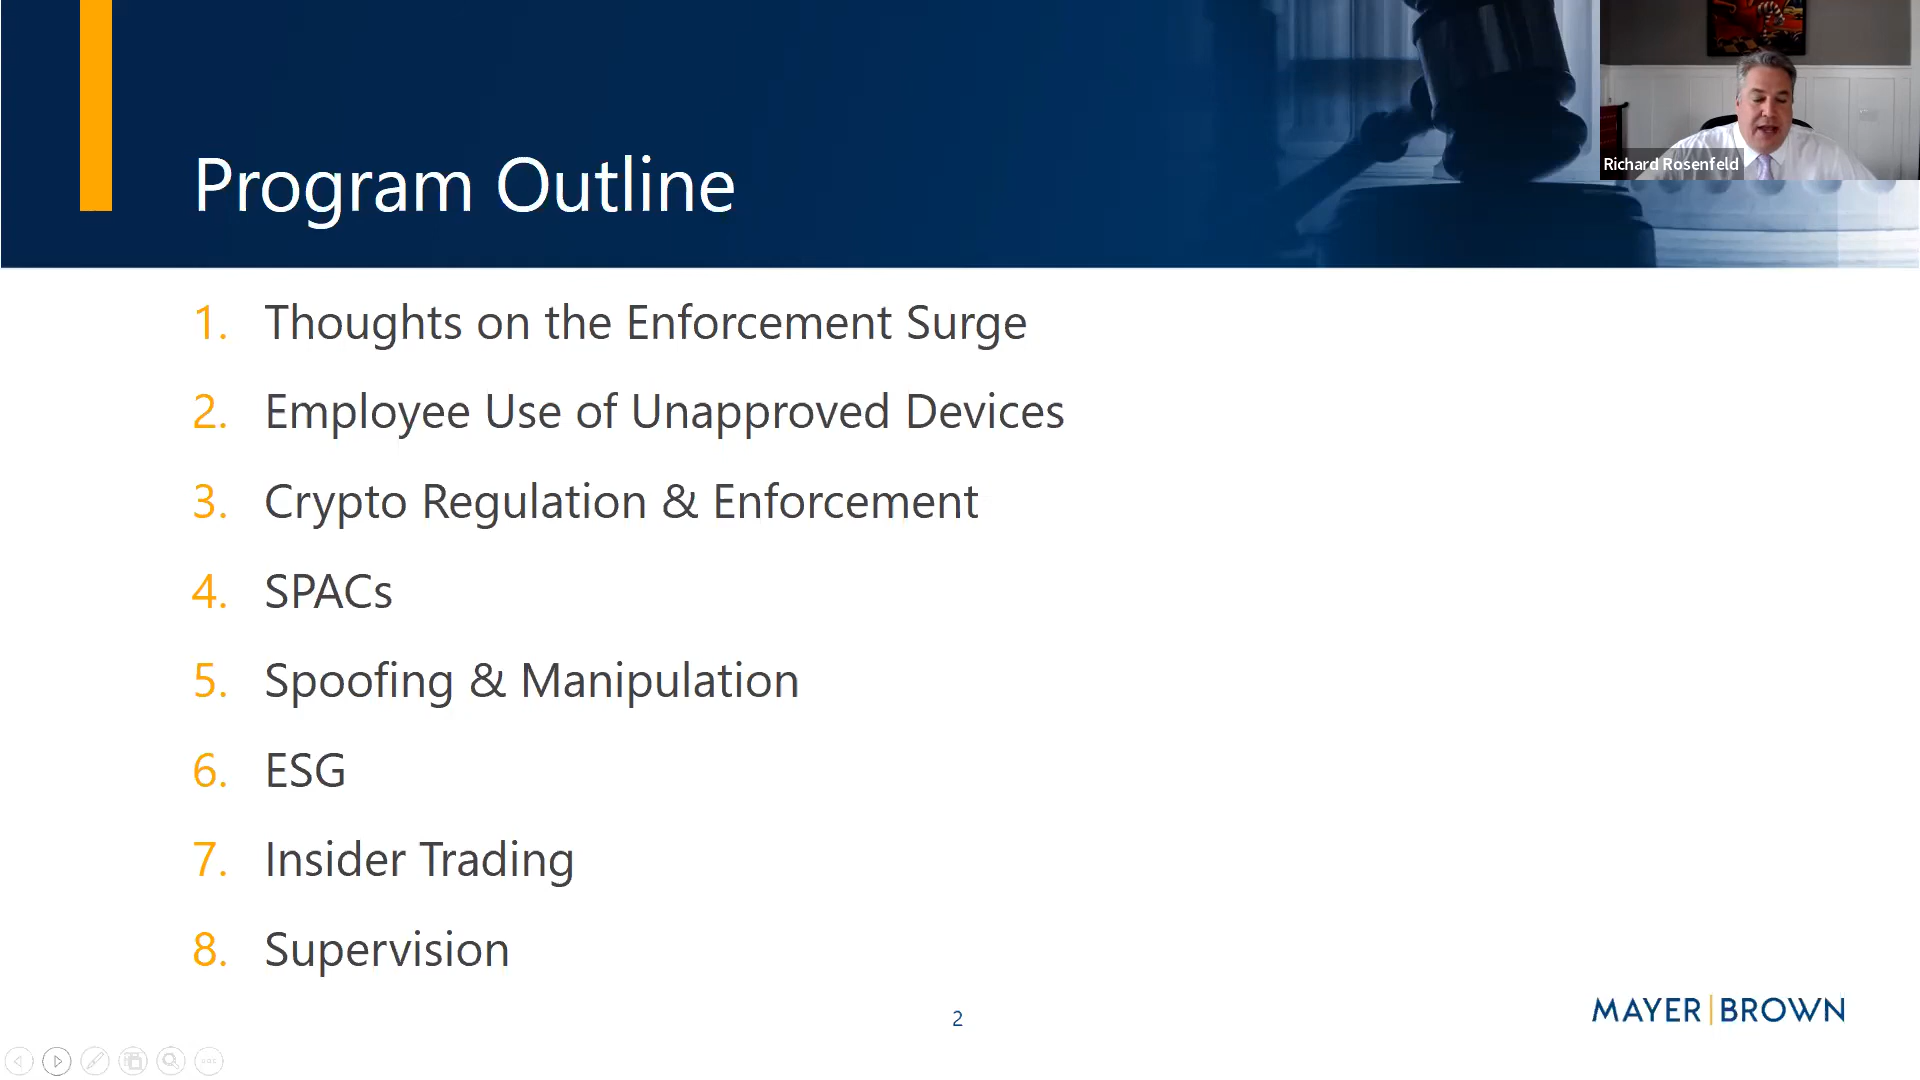 Program Outline
Richard Rosenfeld
1. Thoughts on the Enforcement Surge
2. Employee Use of Unapproved Devices
3. Crypto Regulation & Enforcement
4. SPACs
5. Spoofing & Manipulation
6. ESG
7. Insider Trading
8. Supervision
2
MAYER|BROWN